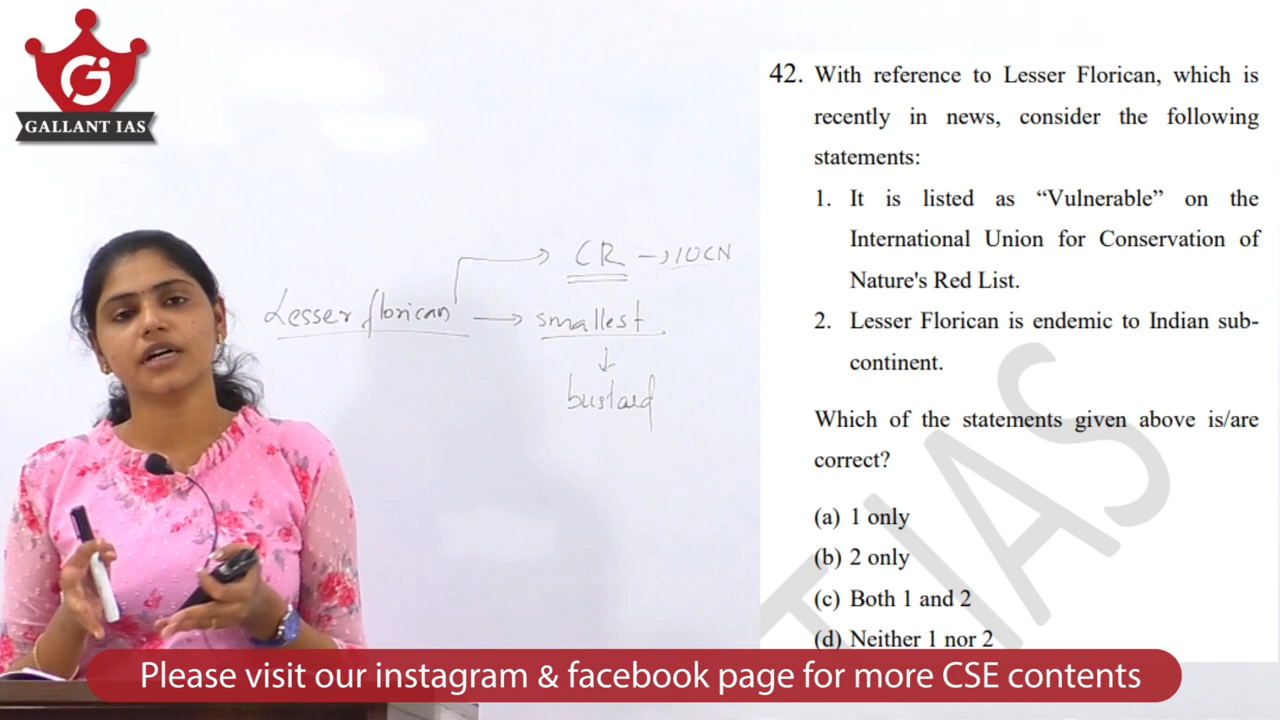 GALLANT IAS
Lesser florican → CR → IUCN
→ smallest
↓
bustard
42. With reference to Lesser Florican, which is
recently in news, consider the following
statements:
1. It is listed as “Vulnerable” on the
International Union for Conservation of
Nature's Red List.
2. Lesser Florican is endemic to Indian sub-
continent.
Which of the statements given above is/are
correct?
(a) 1 only
(b) 2 only
(c) Both 1 and 2
(d) Neither 1 nor 2
T IAS
Please visit our instagram & facebook page for more CSE contents